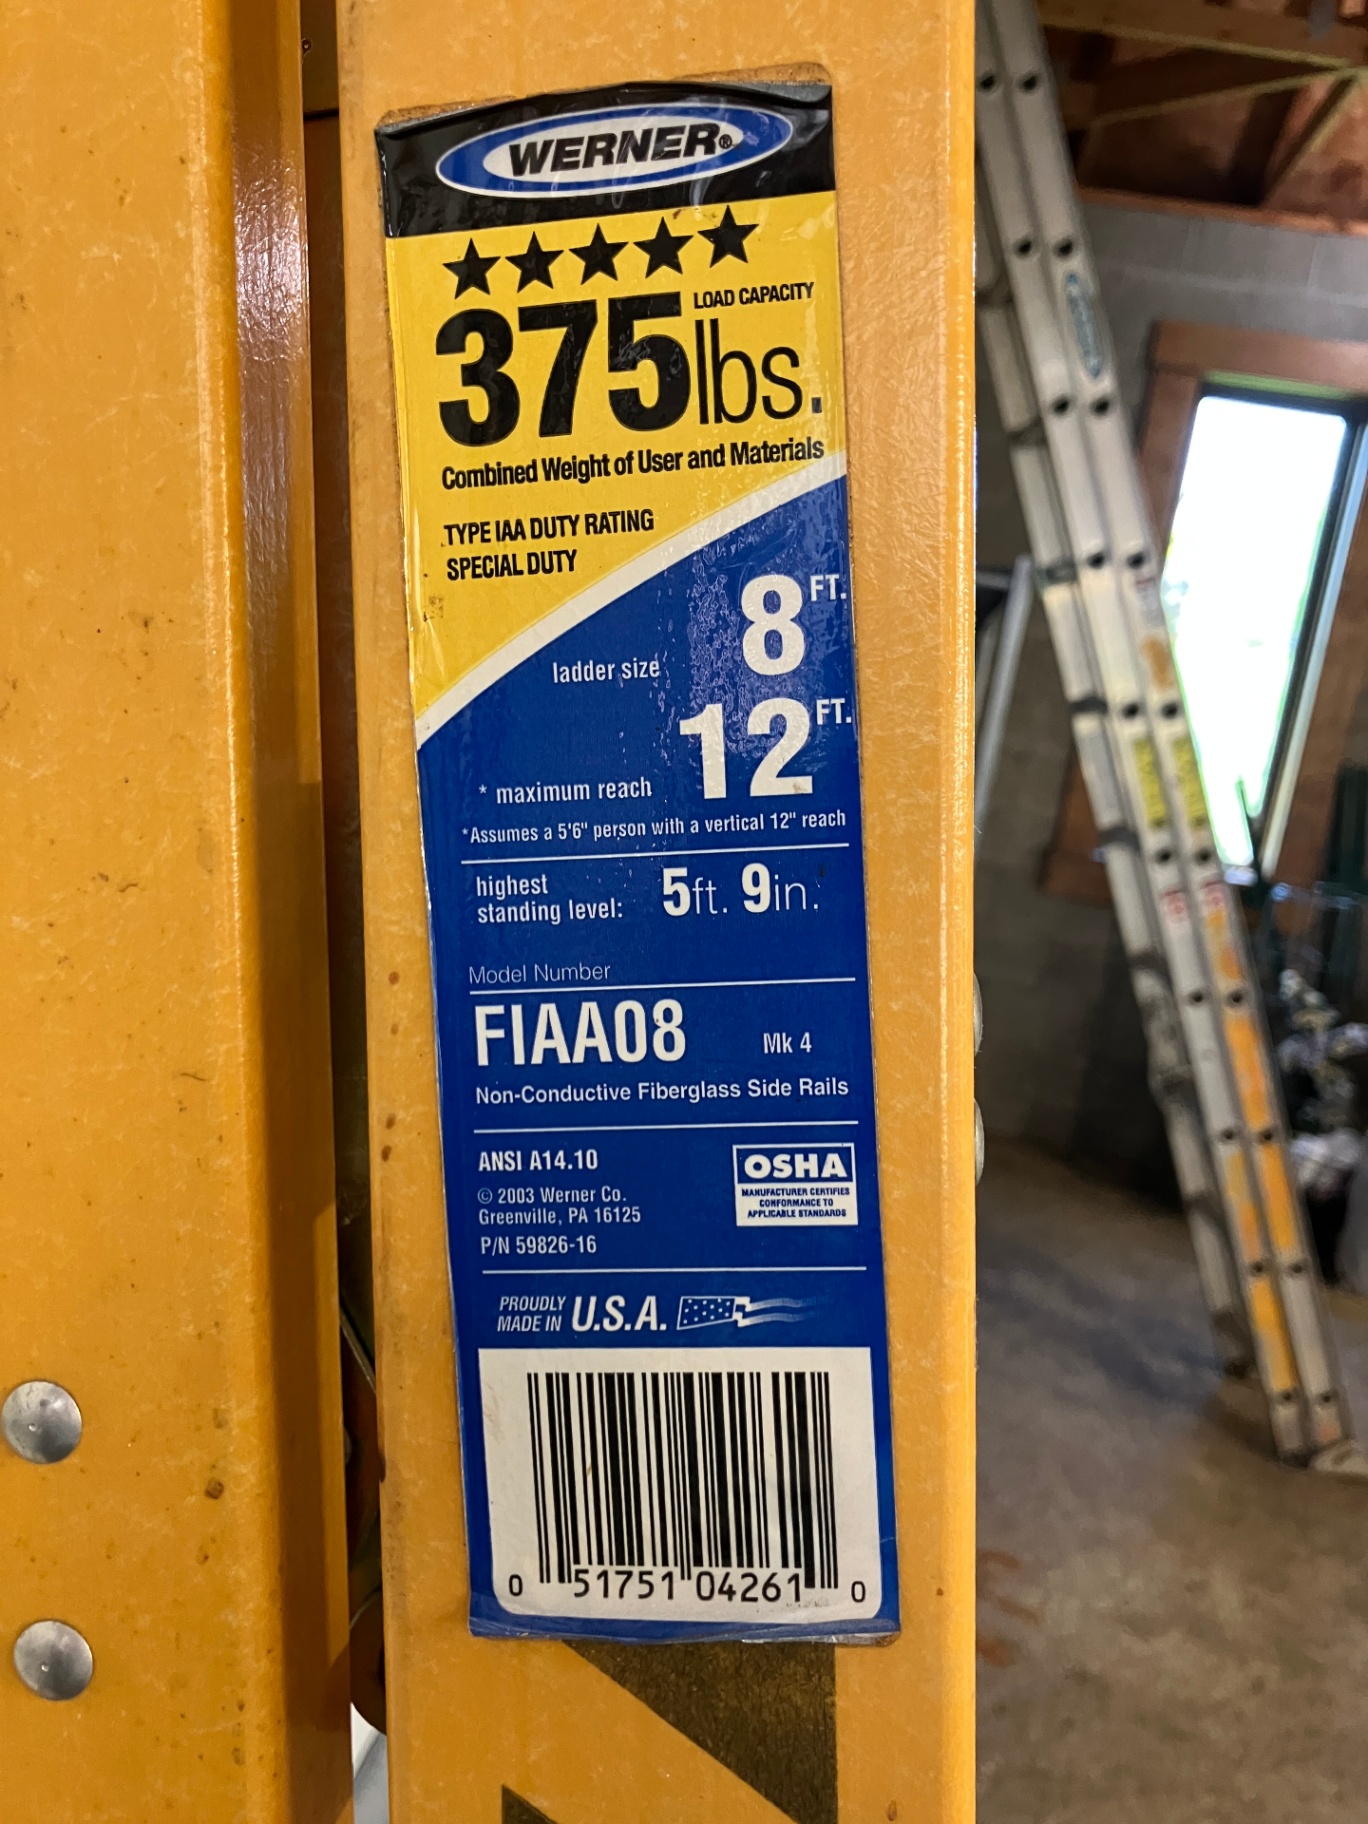 WERNER®
LOAD CAPACITY
375 lbs.
Combined Weight of User and Materials
TYPE IAA DUTY RATING
SPECIAL DUTY
ladder size 8 FT.
* maximum reach 12 FT.
*Assumes a 5'6" person with a vertical 12" reach
highest
standing level: 5ft. 9in.
Model Number
FIAA08 Mk 4
Non-Conductive Fiberglass Side Rails
ANSI A14.10
© 2003 Werner Co.
Greenville, PA 16125
P/N 59826-16
OSHA
MANUFACTURER CERTIFIES
CONFORMANCE TO
APPLICABLE STANDARDS
PROUDLY
MADE IN U.S.A.
0 51751 04261 0